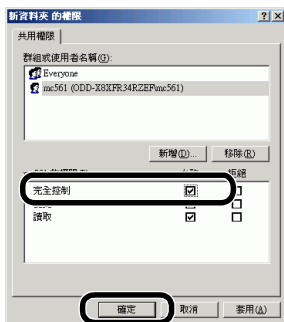 新資料夾 的權限
共用權限
群組或使用者名稱(G):
Everyone
mc561 (ODD-X8XFR34RZEF\mc561)
新增(D)... 移除(R)
拒絕
完全控制
讀取
確定 取消 套用(A)